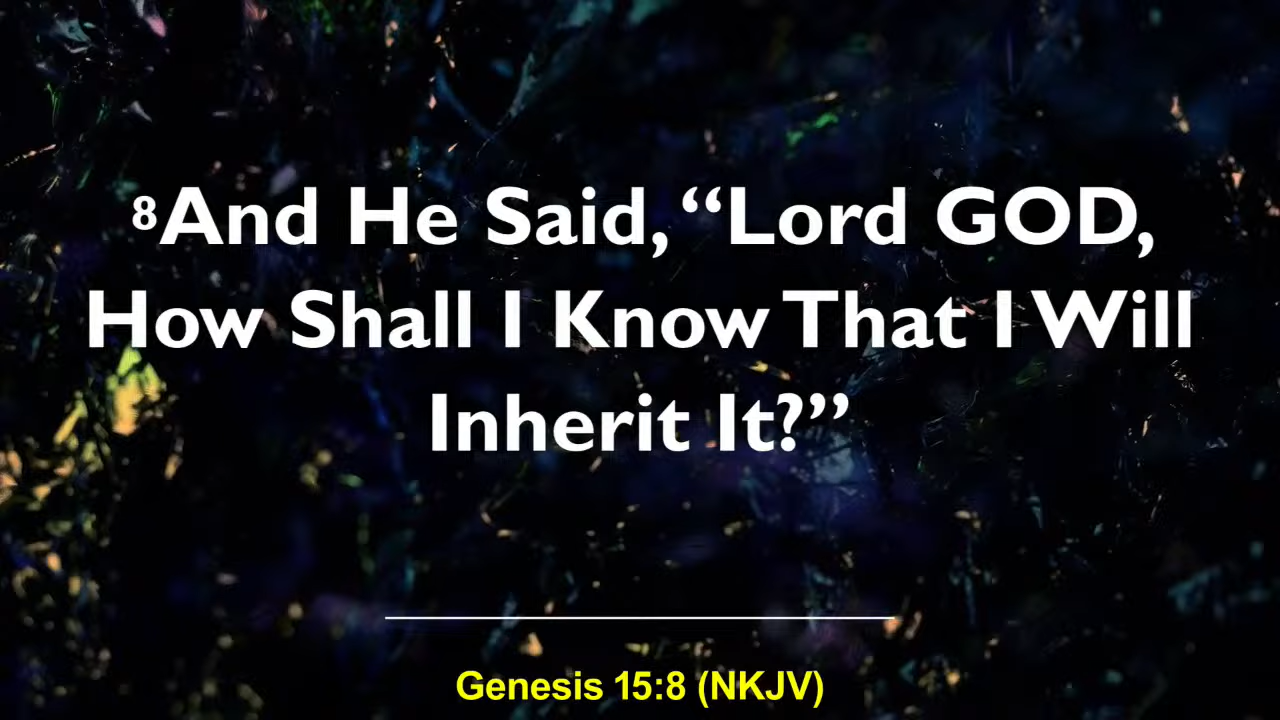 ⁸And He Said, “Lord GOD,
How Shall I Know That I Will
Inherit It?”
Genesis 15:8 (NKJV)